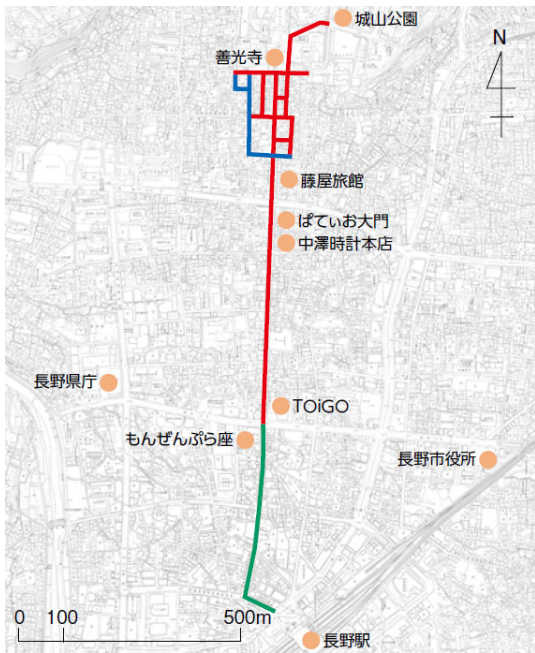 城山公園
善光寺
N
藤屋旅館
ぱてぃお大門
中澤時計本店
長野県庁
TOiGO
もんぜんぷら座
長野市役所
0 100 500m
長野駅